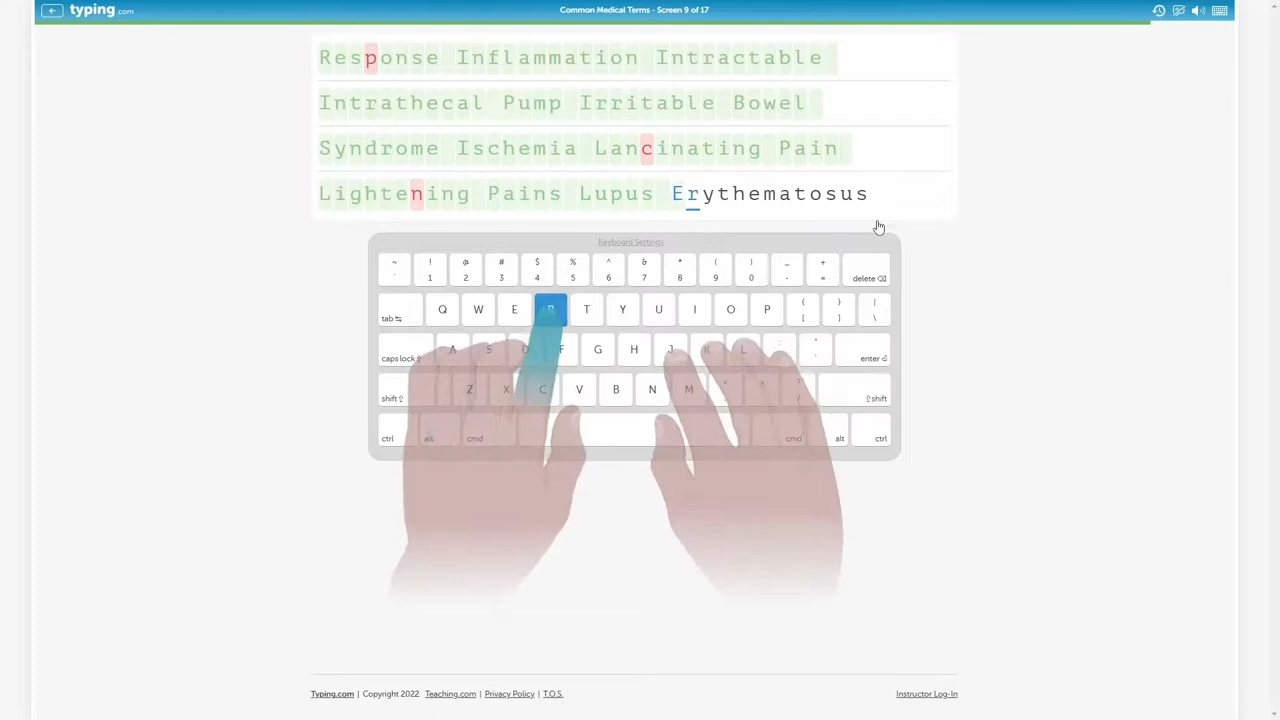 typing.com
Common Medical Terms - Screen 9 of 17
Response Inflammation Intractable
Intrathecal Pump Irritable Bowel
Syndrome Ischemia Lancinating Pain
Lightening Pains Lupus Erythematosus
Keyboard Settings
~ ! @ # $ % ^ & * ( ) _ +
` 1 2 3 4 5 6 7 8 9 0 - = delete
tab Q W E R T Y U I O P { [ } ] | \
caps lock A S D F G H J K L : ; " ' enter
shift Z X C V B N M < , > . ? / shift
ctrl alt cmd cmd alt ctrl
Typing.com | Copyright 2022 Teaching.com | Privacy Policy | T.O.S.
Instructor Log-In